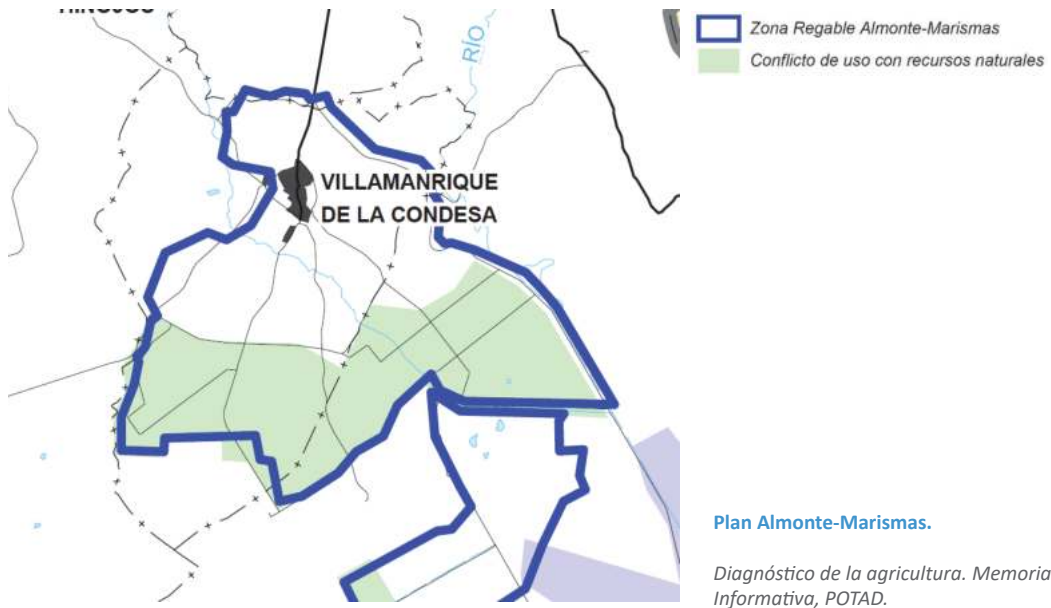 HINOJOS
RÍO
VILLAMANRIQUE
DE LA CONDESA
Zona Regable Almonte-Marismas
Conflicto de uso con recursos naturales
Plan Almonte-Marismas.
Diagnóstico de la agricultura. Memoria
Informativa, POTAD.